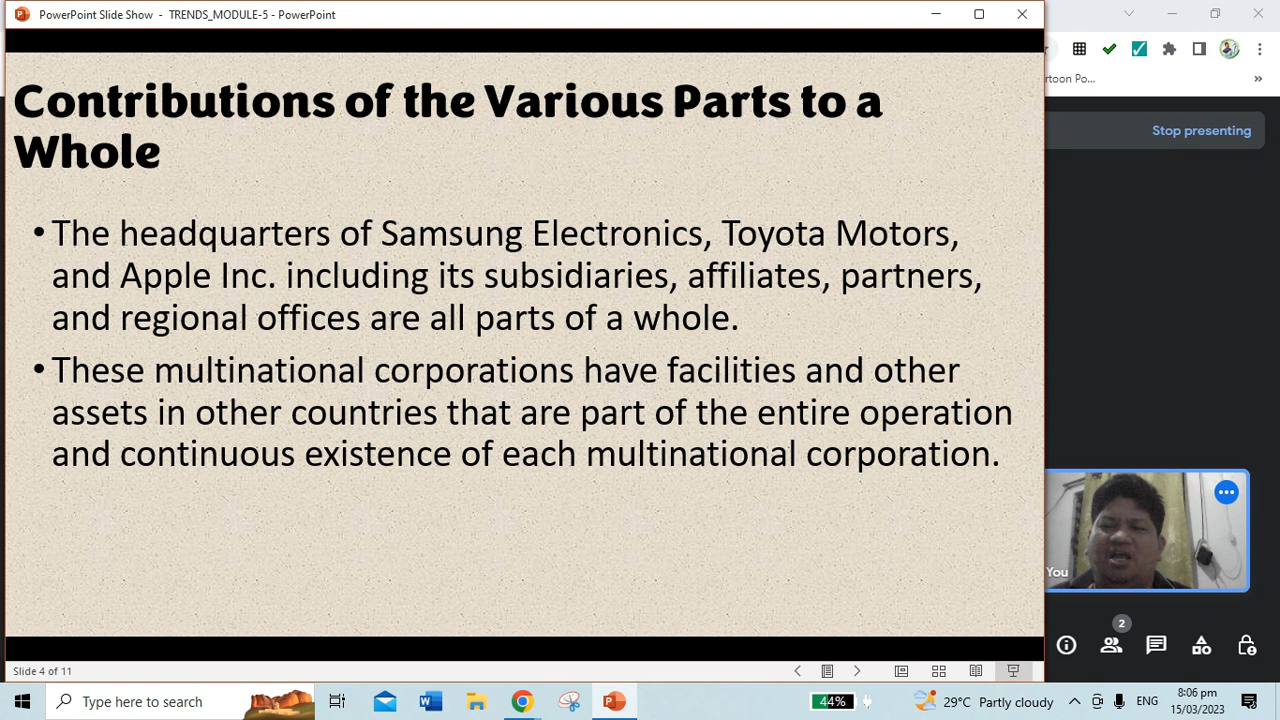 PowerPoint Slide Show - TRENDS_MODULE-5 - PowerPoint
Contributions of the Various Parts to a
Whole
• The headquarters of Samsung Electronics, Toyota Motors,
and Apple Inc. including its subsidiaries, affiliates, partners,
and regional offices are all parts of a whole.
• These multinational corporations have facilities and other
assets in other countries that are part of the entire operation
and continuous existence of each multinational corporation.
Slide 4 of 11
rtoon Po...
»
Stop presenting
You
2
Type here to search
44%
29°C Partly cloudy
ENG
8:06 pm
15/03/2023